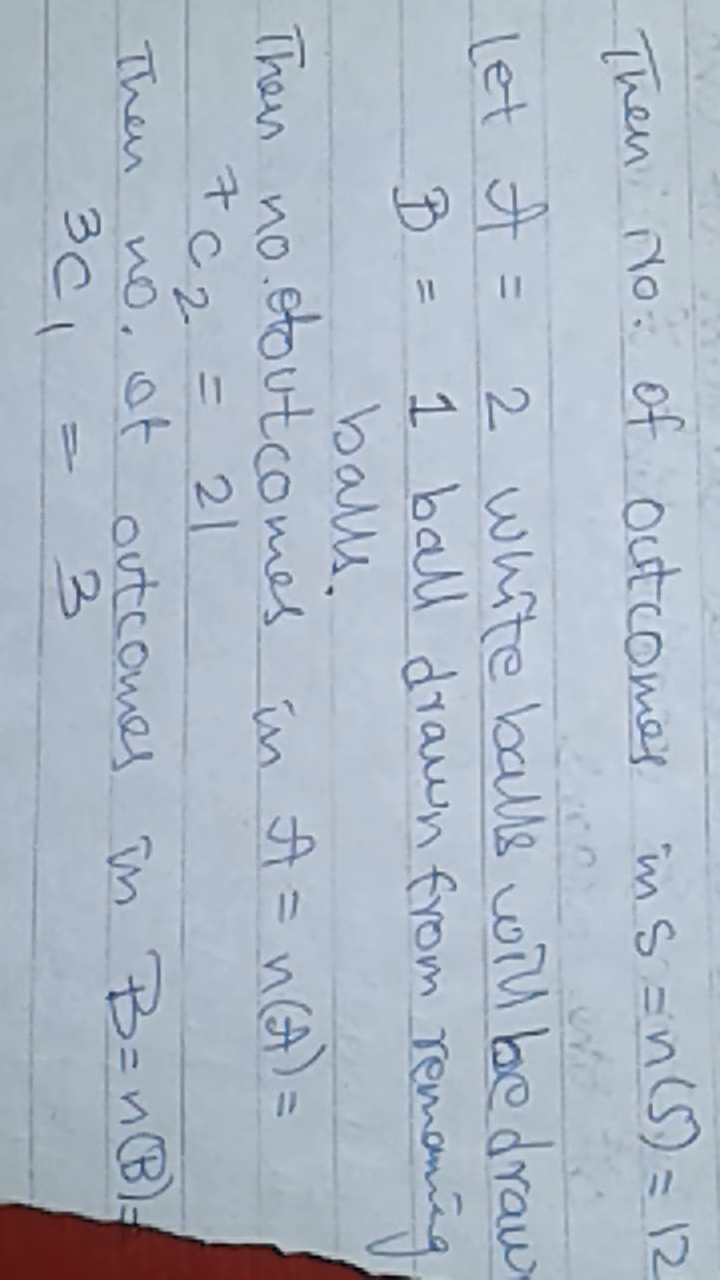 Then No. of outcomes in S = n(S) = 12
Let A = 2 white balls will be draw
B = 1 ball drawn from remaning
balls.
Then no. of outcomes in A = n(A) =
7C2 = 21
Then no. of outcomes in B = n(B) =
3C1 = 3